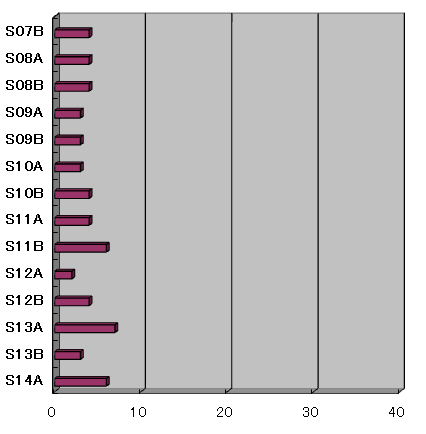 S07B
S08A
S08B
S09A
S09B
S10A
S10B
S11A
S11B
S12A
S12B
S13A
S13B
S14A
0 10 20 30 40